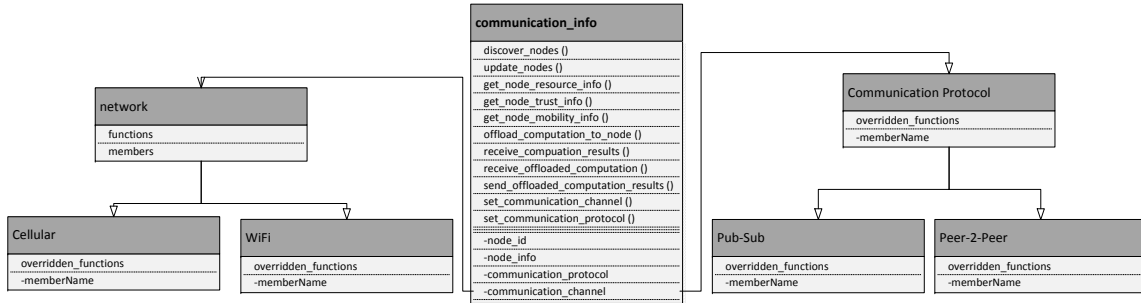 communication_info
discover_nodes ()
update_nodes ()
get_node_resource_info ()
get_node_trust_info ()
get_node_mobility_info ()
offload_computation_to_node ()
receive_compuation_results ()
receive_offloaded_computation ()
send_offloaded_computation_results ()
set_communication_channel ()
set_communication_protocol ()
-node_id
-node_info
-communication_protocol
-communication_channel
network
functions
members
Cellular
overridden_functions
-memberName
WiFi
overridden_functions
-memberName
Communication Protocol
overridden_functions
-memberName
Pub-Sub
overridden_functions
-memberName
Peer-2-Peer
overridden_functions
-memberName